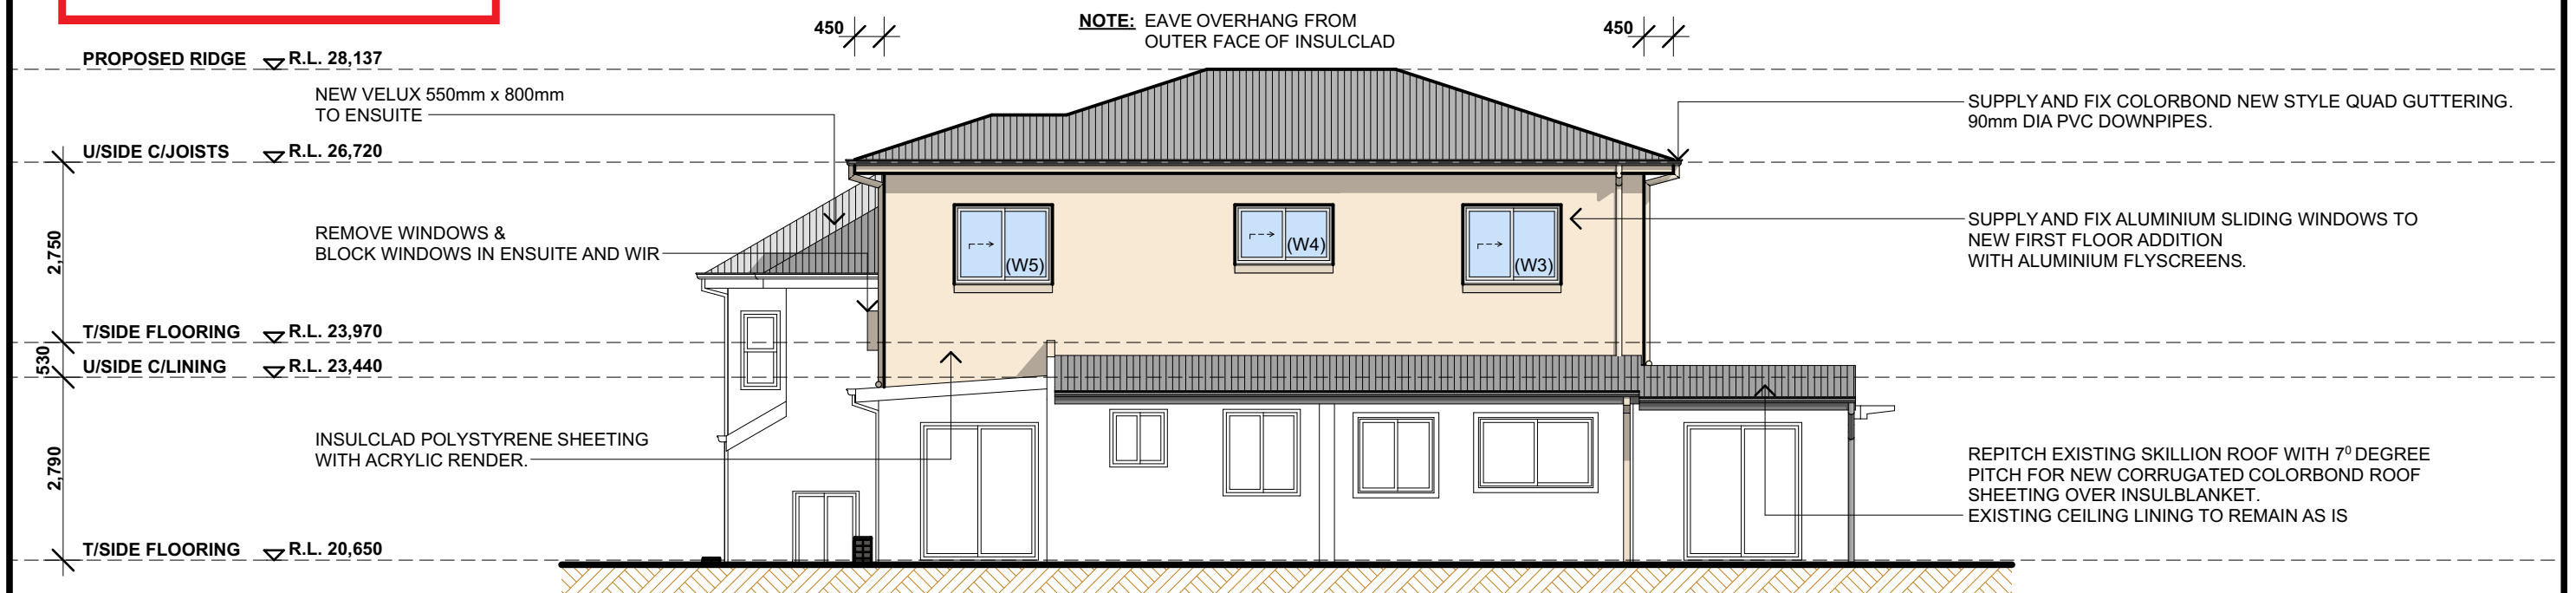 450
NOTE: EAVE OVERHANG FROM
OUTER FACE OF INSULCLAD
450
PROPOSED RIDGE R.L. 28,137
NEW VELUX 550mm x 800mm
TO ENSUITE
SUPPLY AND FIX COLORBOND NEW STYLE QUAD GUTTERING.
90mm DIA PVC DOWNPIPES.
U/SIDE C/JOISTS R.L. 26,720
2,750
REMOVE WINDOWS &
BLOCK WINDOWS IN ENSUITE AND WIR
(W5)
(W4)
(W3)
SUPPLY AND FIX ALUMINIUM SLIDING WINDOWS TO
NEW FIRST FLOOR ADDITION
WITH ALUMINIUM FLYSCREENS.
T/SIDE FLOORING R.L. 23,970
530
U/SIDE C/LINING R.L. 23,440
2,790
INSULCLAD POLYSTYRENE SHEETING
WITH ACRYLIC RENDER.
REPITCH EXISTING SKILLION ROOF WITH 7⁰ DEGREE
PITCH FOR NEW CORRUGATED COLORBOND ROOF
SHEETING OVER INSULBLANKET.
EXISTING CEILING LINING TO REMAIN AS IS
T/SIDE FLOORING R.L. 20,650